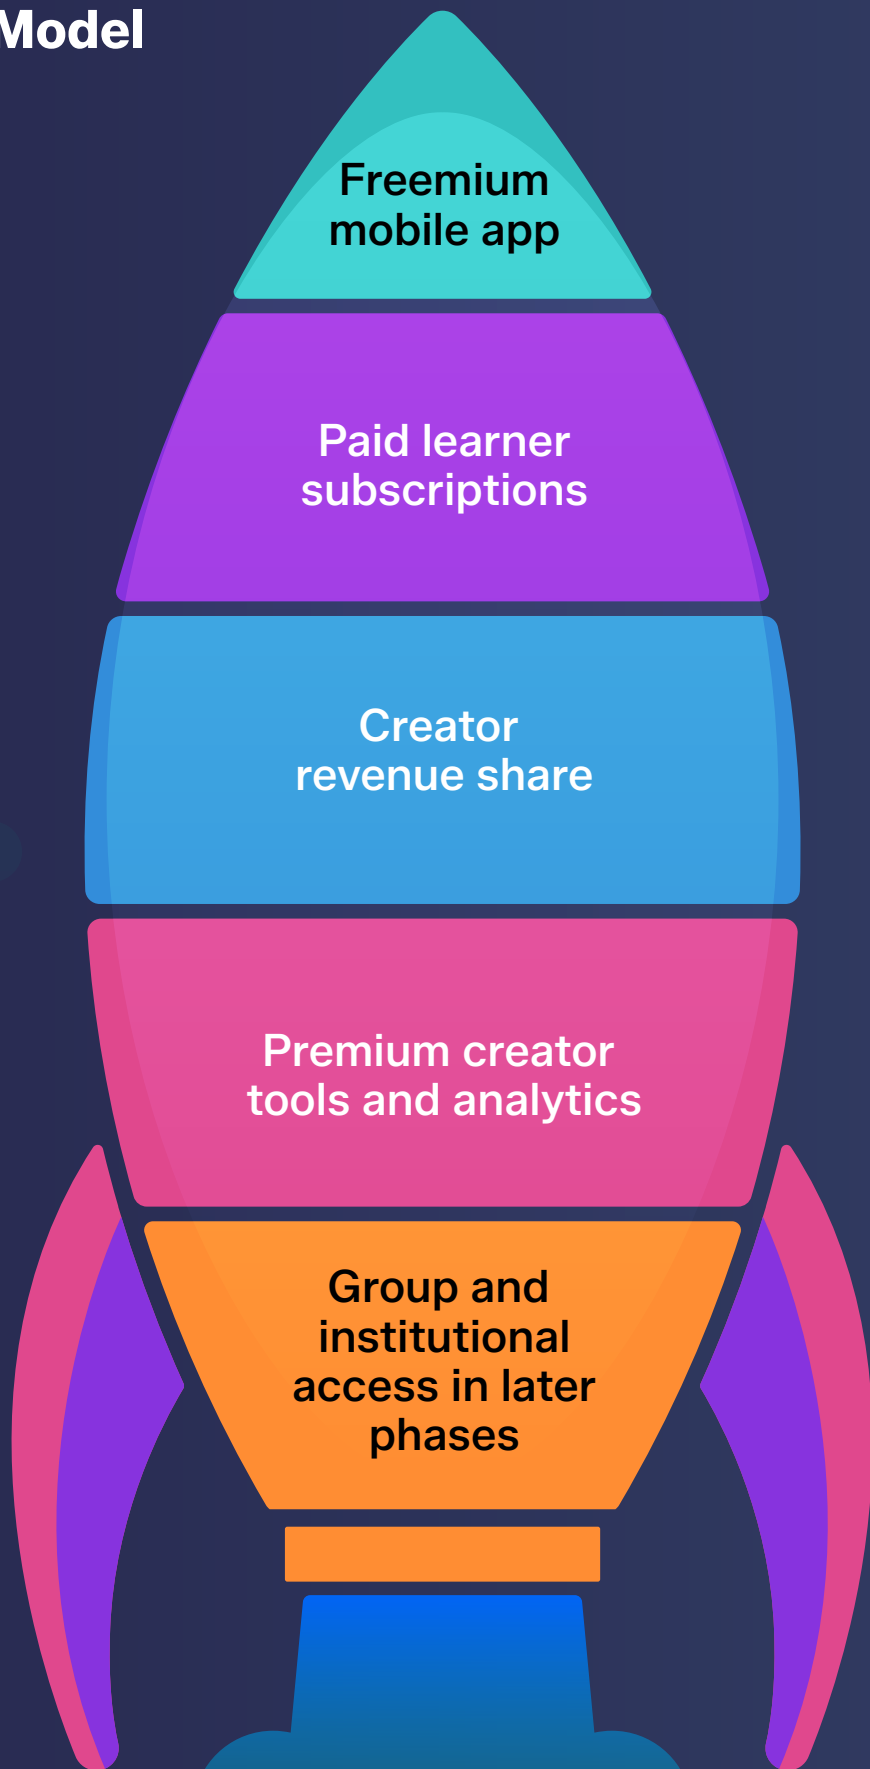 Model
Freemium
mobile app
Paid learner
subscriptions
Creator
revenue share
Premium creator
tools and analytics
Group and
institutional
access in later
phases